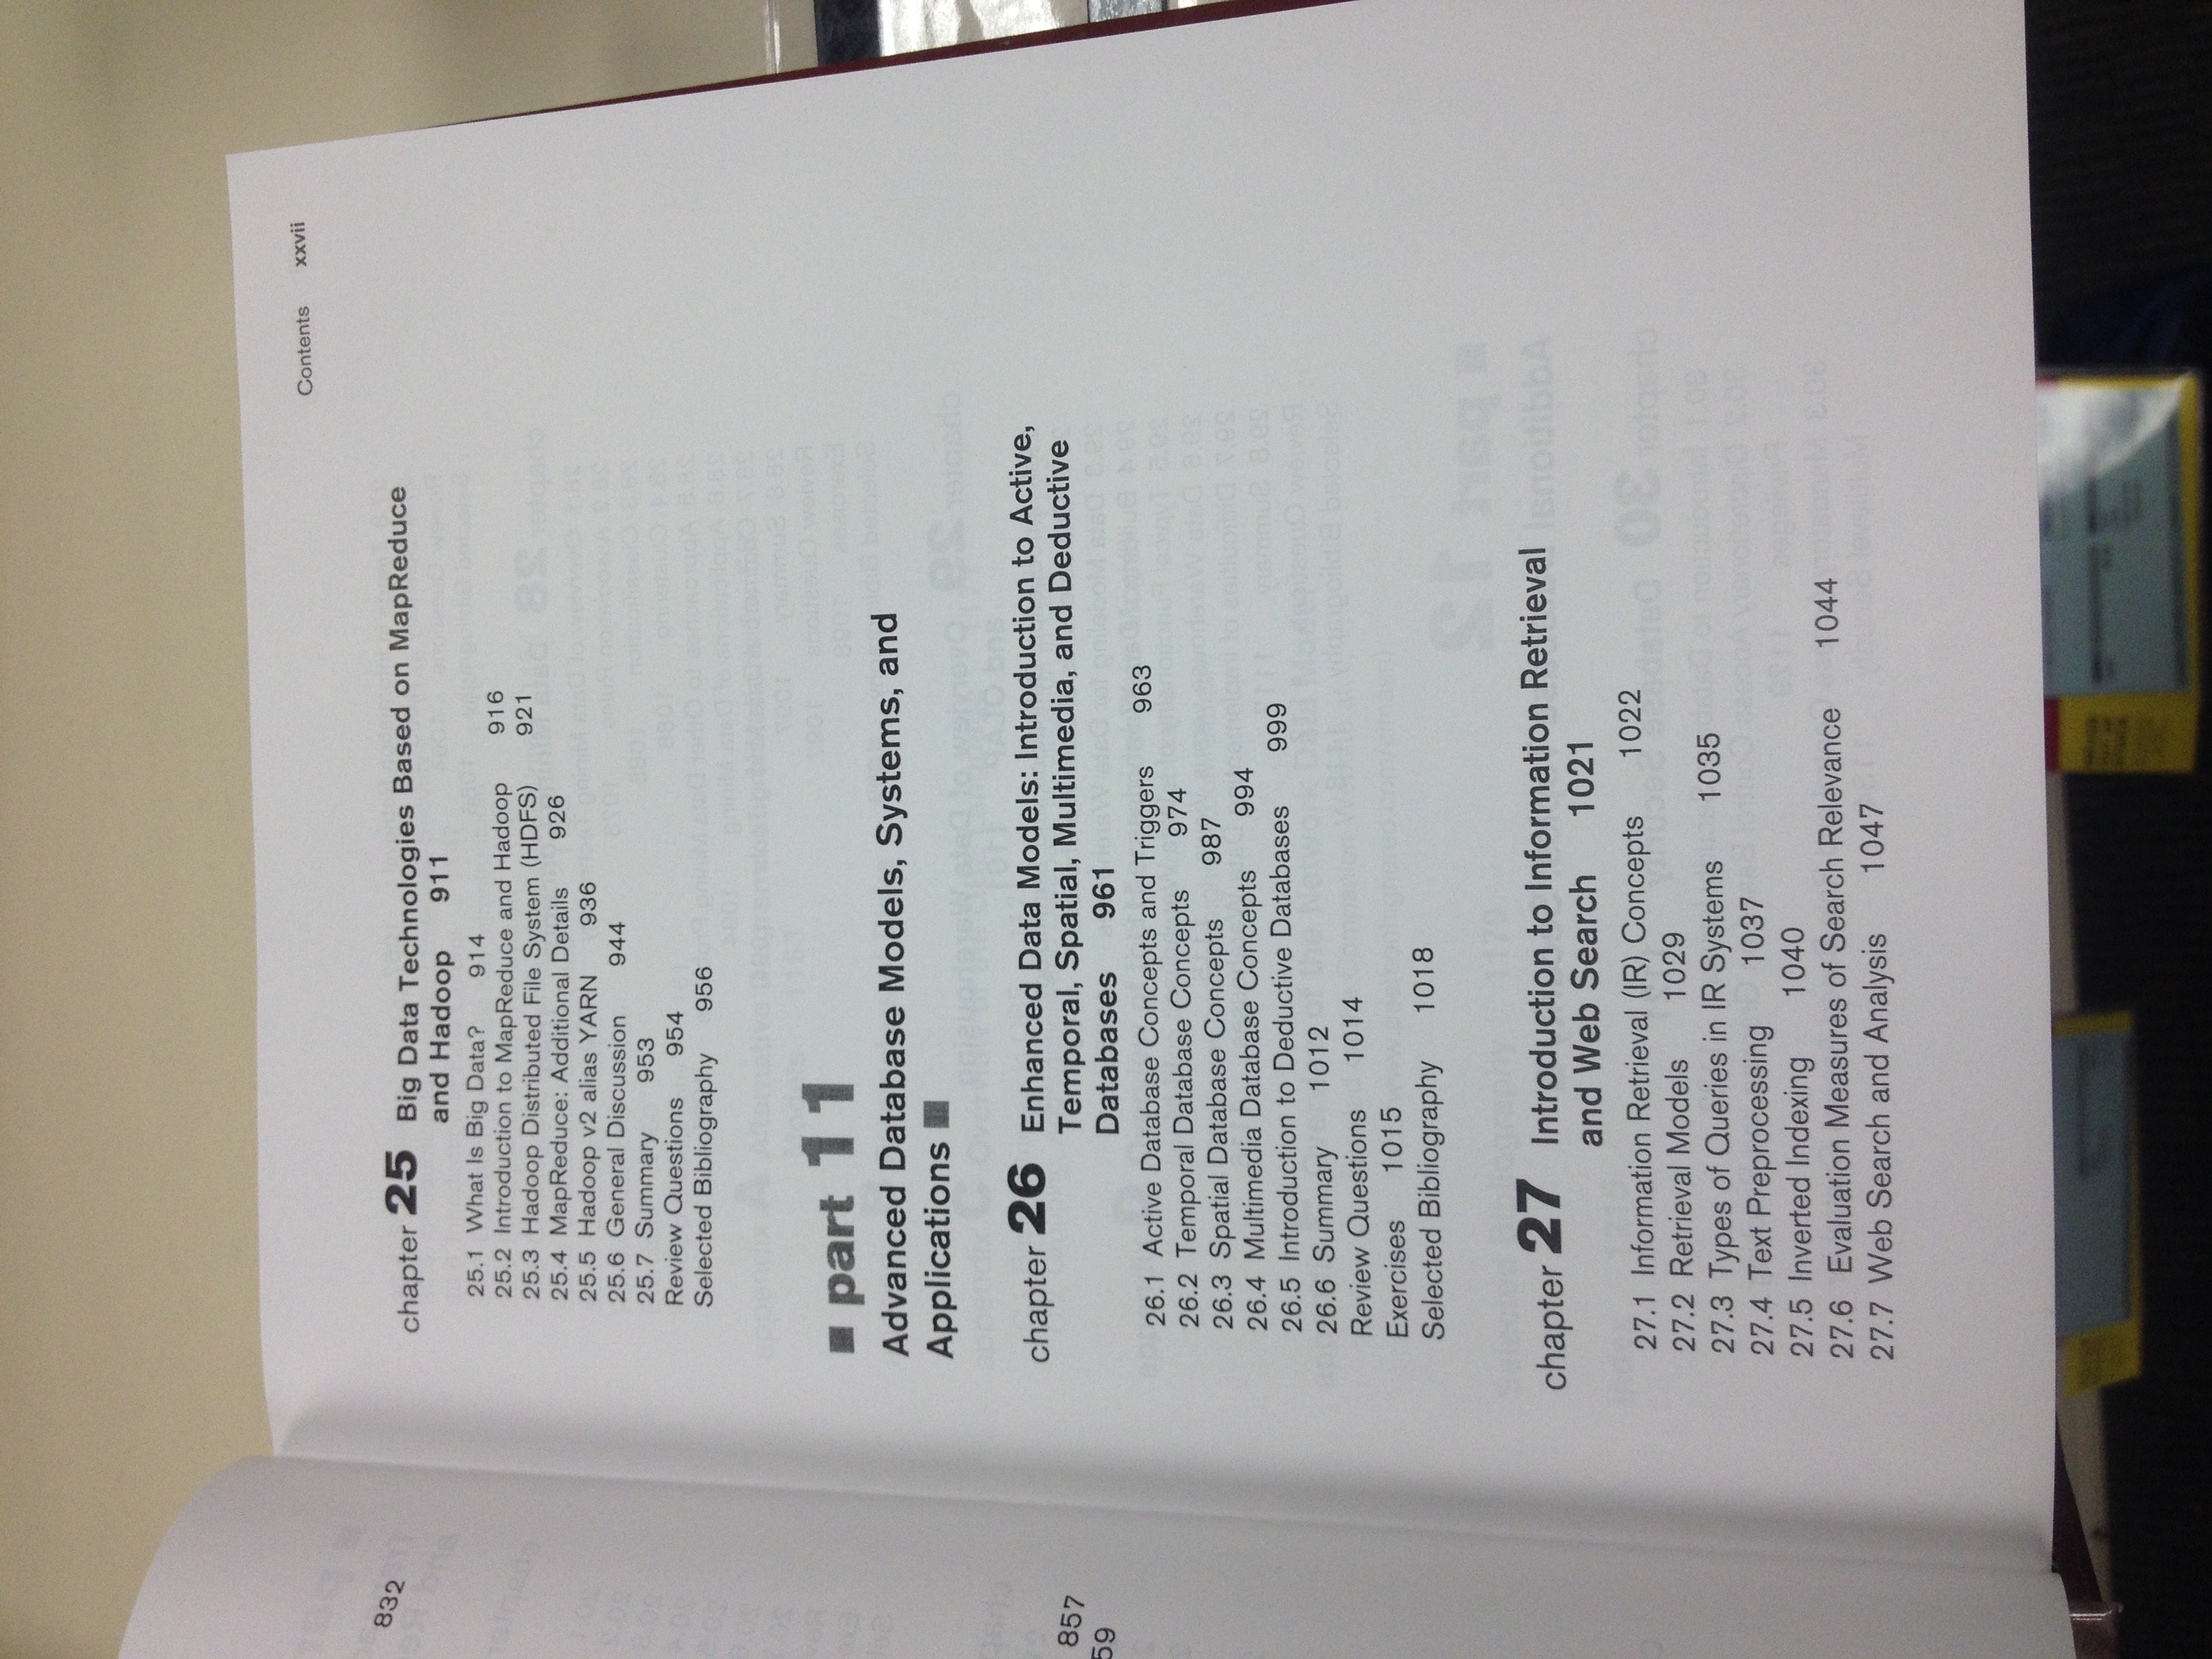 832
857
59
Contents xxvii
chapter 25 Big Data Technologies Based on MapReduce
and Hadoop 911
25.1 What Is Big Data? 914
25.2 Introduction to MapReduce and Hadoop 916
25.3 Hadoop Distributed File System (HDFS) 921
25.4 MapReduce: Additional Details 926
25.5 Hadoop v2 alias YARN 936
25.6 General Discussion 944
25.7 Summary 953
Review Questions 954
Selected Bibliography 956
■ part 11
Advanced Database Models, Systems, and
Applications ■
chapter 26 Enhanced Data Models: Introduction to Active,
Temporal, Spatial, Multimedia, and Deductive
Databases 961
26.1 Active Database Concepts and Triggers 963
26.2 Temporal Database Concepts 974
26.3 Spatial Database Concepts 987
26.4 Multimedia Database Concepts 994
26.5 Introduction to Deductive Databases 999
26.6 Summary 1012
Review Questions 1014
Exercises 1015
Selected Bibliography 1018
chapter 27 Introduction to Information Retrieval
and Web Search 1021
27.1 Information Retrieval (IR) Concepts 1022
27.2 Retrieval Models 1029
27.3 Types of Queries in IR Systems 1035
27.4 Text Preprocessing 1037
27.5 Inverted Indexing 1040
27.6 Evaluation Measures of Search Relevance 1044
27.7 Web Search and Analysis 1047